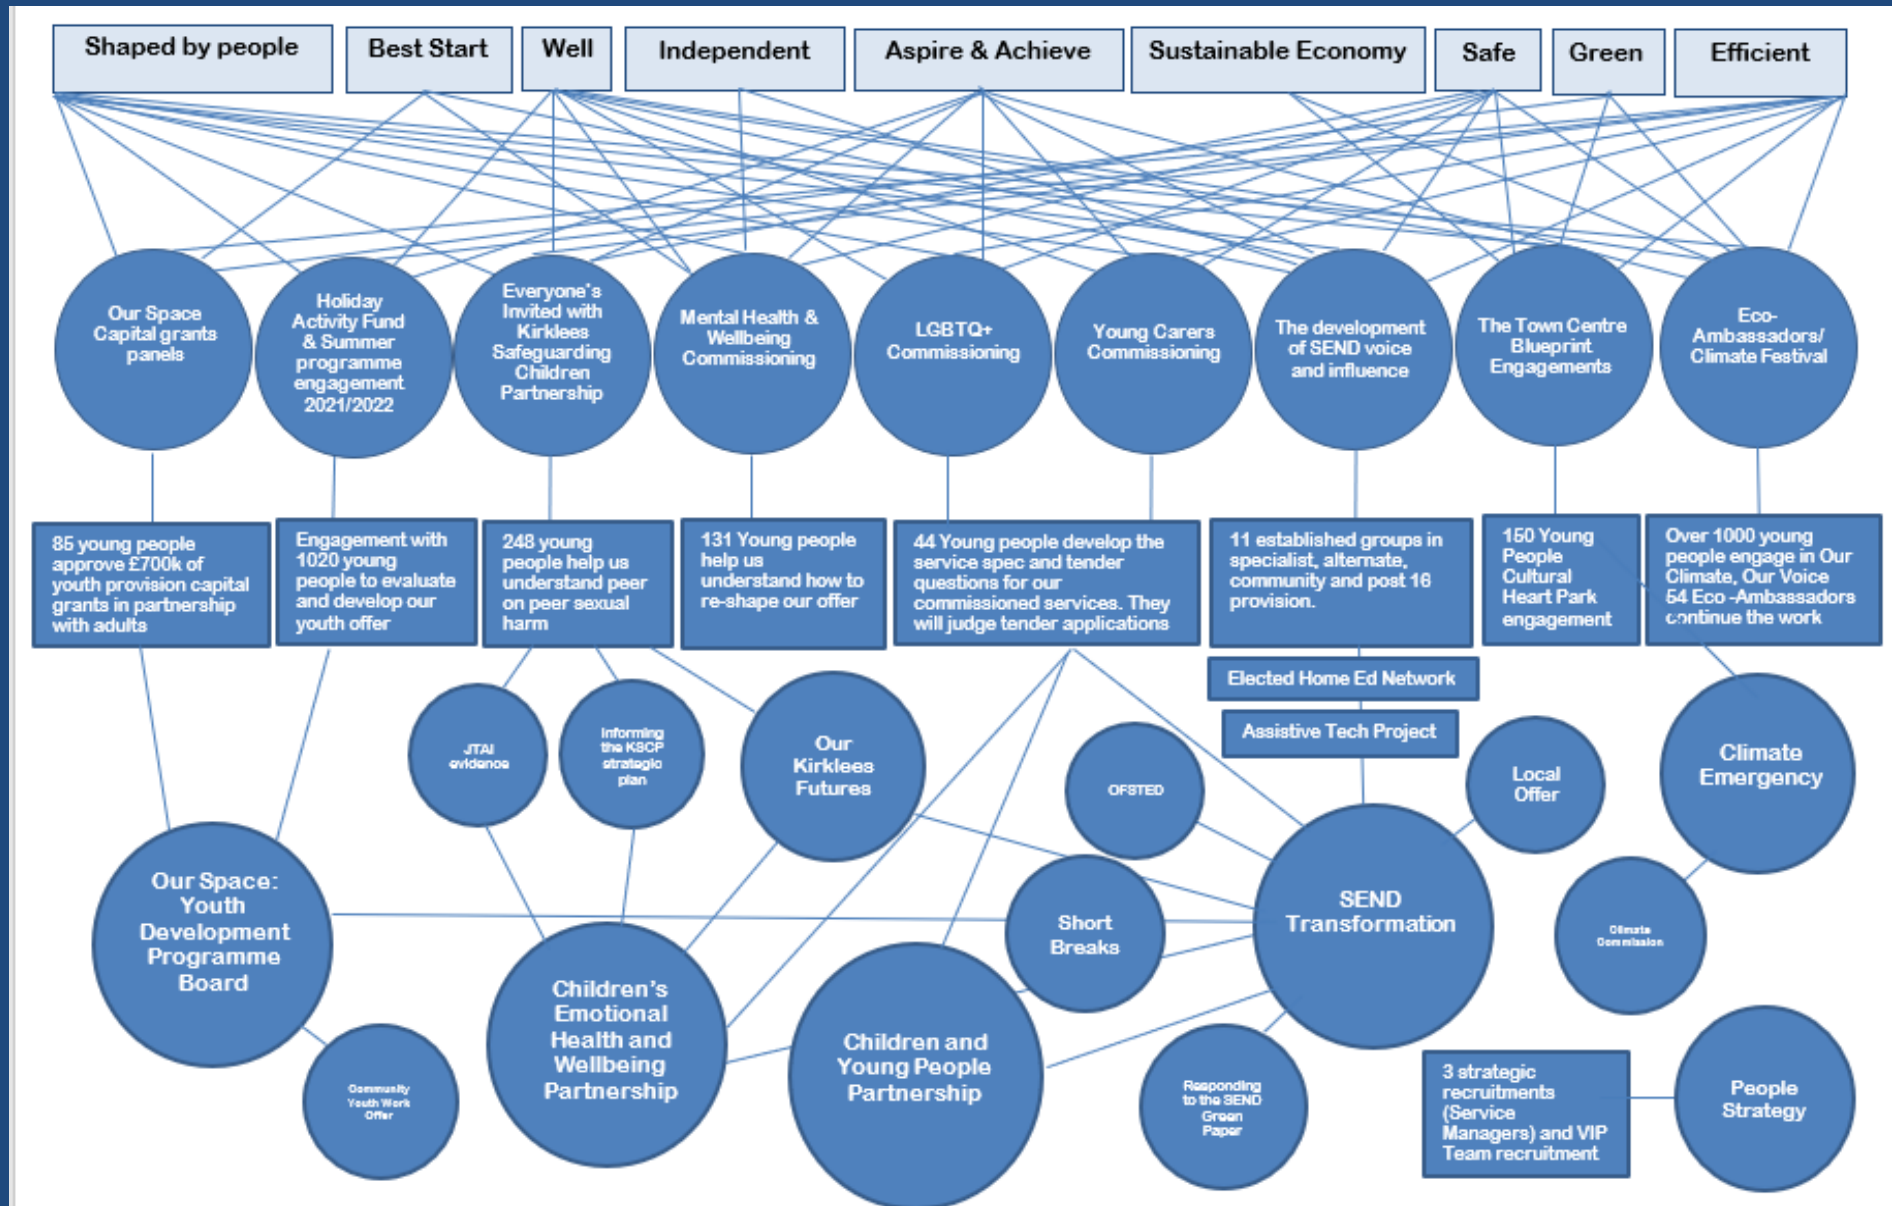 Shaped by people
Best Start
Well
Independent
Aspire & Achieve
Sustainable Economy
Safe
Green
Efficient
Our Space
Capital grants
panels
Holiday
Activity Fund
& Summer
programme
engagement
2021/2022
Everyone's
Invited with
Kirklees
Safeguarding
Children
Partnership
Mental Health &
Wellbeing
Commissioning
LGBTQ+
Commissioning
Young Carers
Commissioning
The development
of SEND voice
and influence
The Town Centre
Blueprint
Engagements
Eco-
Ambassadors/
Climate Festival
85 young people
approve £700k of
youth provision capital
grants in partnership
with adults
Engagement with
1020 young
people to evaluate
and develop our
youth offer
248 young
people help us
understand peer
on peer sexual
harm
131 Young people
help us
understand how to
re-shape our offer
44 Young people develop the
service spec and tender
questions for our
commissioned services. They
will judge tender applications
11 established groups in
specialist, alternate,
community and post 16
provision.
150 Young
People
Cultural
Heart Park
engagement
Over 1000 young
people engage in Our
Climate, Our Voice
54 Eco -Ambassadors
continue the work
Elected Home Ed Network
Assistive Tech Project
JTAI
evidence
Informing
the KSCP
strategic
plan
Our
Kirklees
Futures
OFSTED
Local
Offer
Climate
Emergency
Our Space:
Youth
Development
Programme
Board
Short
Breaks
SEND
Transformation
Climate
Commission
Children's
Emotional
Health and
Wellbeing
Partnership
Children and
Young People
Partnership
Community
Youth Work
Offer
Responding
to the SEND
Green
Paper
3 strategic
recruitments
(Service
Managers) and VIP
Team recruitment
People
Strategy